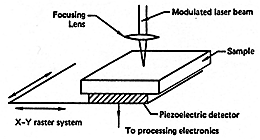 Focusing
Lens
Modulated laser beam
Sample
X-Y raster system
Piezoelectric detector
To processing electronics